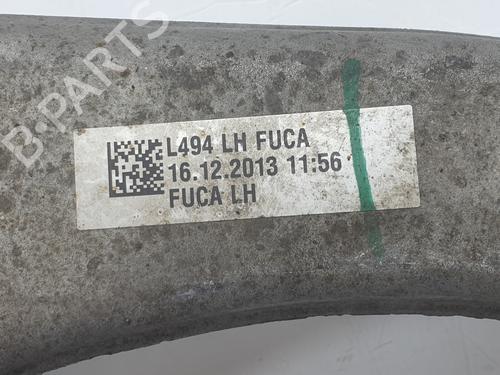 B-PARTS
L494 LH FUCA
16.12.2013 11:56
FUCA LH